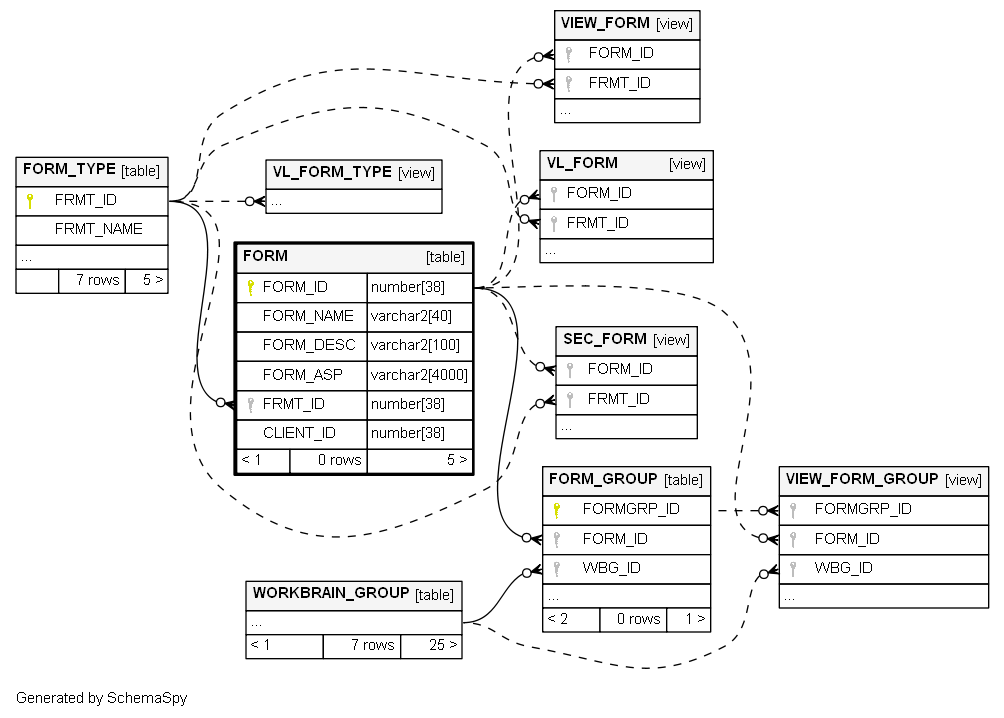 VIEW_FORM [view]
FORM_ID
FRMT_ID
...
FORM_TYPE [table]
FRMT_ID
FRMT_NAME
...
7 rows 5 >
VL_FORM_TYPE [view]
...
VL_FORM [view]
FORM_ID
FRMT_ID
...
FORM [table]
FORM_ID number[38]
FORM_NAME varchar2[40]
FORM_DESC varchar2[100]
FORM_ASP varchar2[4000]
FRMT_ID number[38]
CLIENT_ID number[38]
< 1 0 rows 5 >
SEC_FORM [view]
FORM_ID
FRMT_ID
...
FORM_GROUP [table]
FORMGRP_ID
FORM_ID
WBG_ID
...
< 2 0 rows 1 >
VIEW_FORM_GROUP [view]
FORMGRP_ID
FORM_ID
WBG_ID
...
WORKBRAIN_GROUP [table]
...
< 1 7 rows 25 >
Generated by SchemaSpy